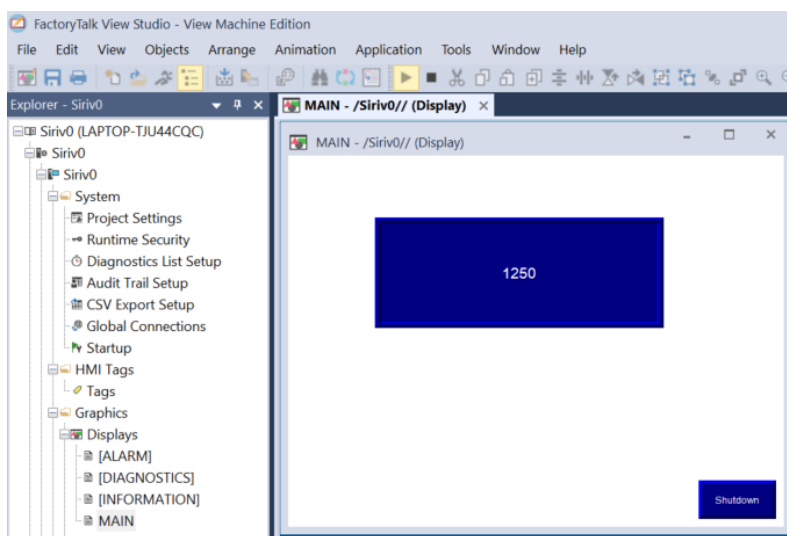 FactoryTalk View Studio - View Machine Edition
File Edit View Objects Arrange Animation Application Tools Window Help
Explorer - Siriv0
MAIN - /Siriv0// (Display)
Siriv0 (LAPTOP-TJU44CQC)
MAIN - /Siriv0// (Display)
Siriv0
Siriv0
System
Project Settings
Runtime Security
Diagnostics List Setup
Audit Trail Setup
CSV Export Setup
Global Connections
Startup
HMI Tags
Tags
Graphics
Displays
[ALARM]
[DIAGNOSTICS]
[INFORMATION]
MAIN
1250
Shutdown